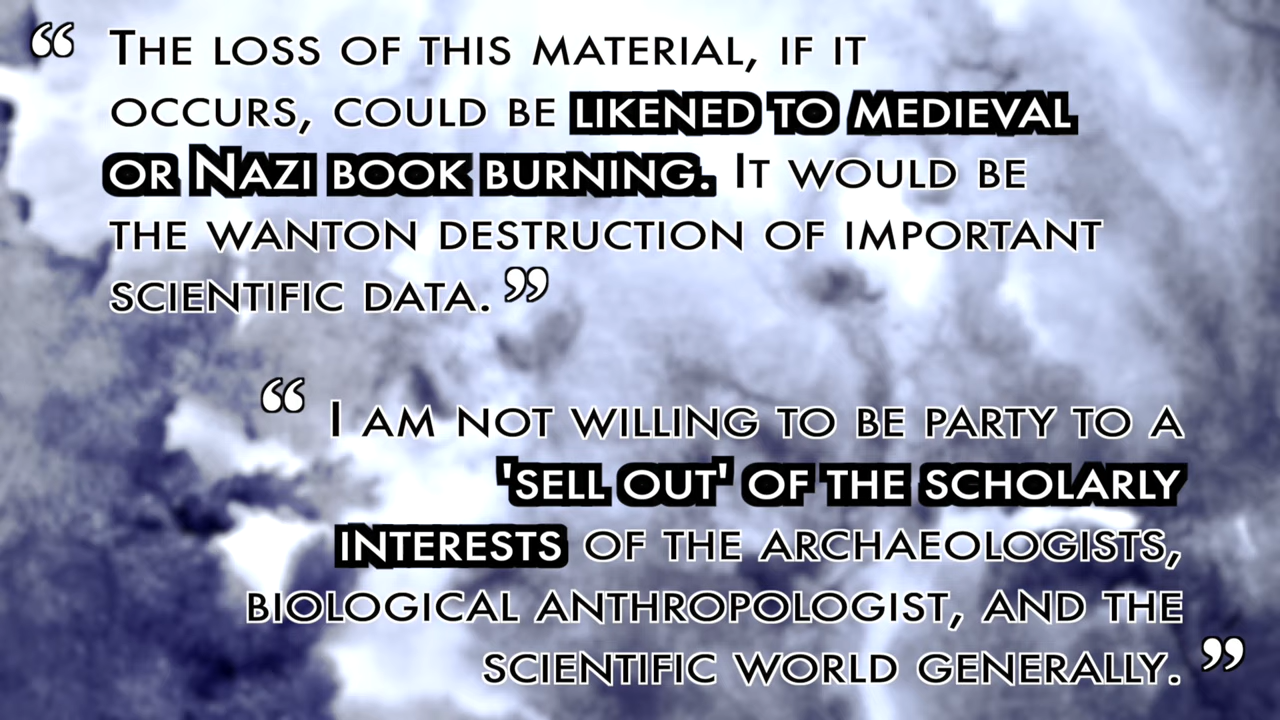 “ The loss of this material, if it
occurs, could be likened to medieval
or Nazi book burning. It would be
the wanton destruction of important
scientific data. ”
“ I am not willing to be party to a
'sell out' of the scholarly
interests of the archaeologists,
biological anthropologist, and the
scientific world generally. ”